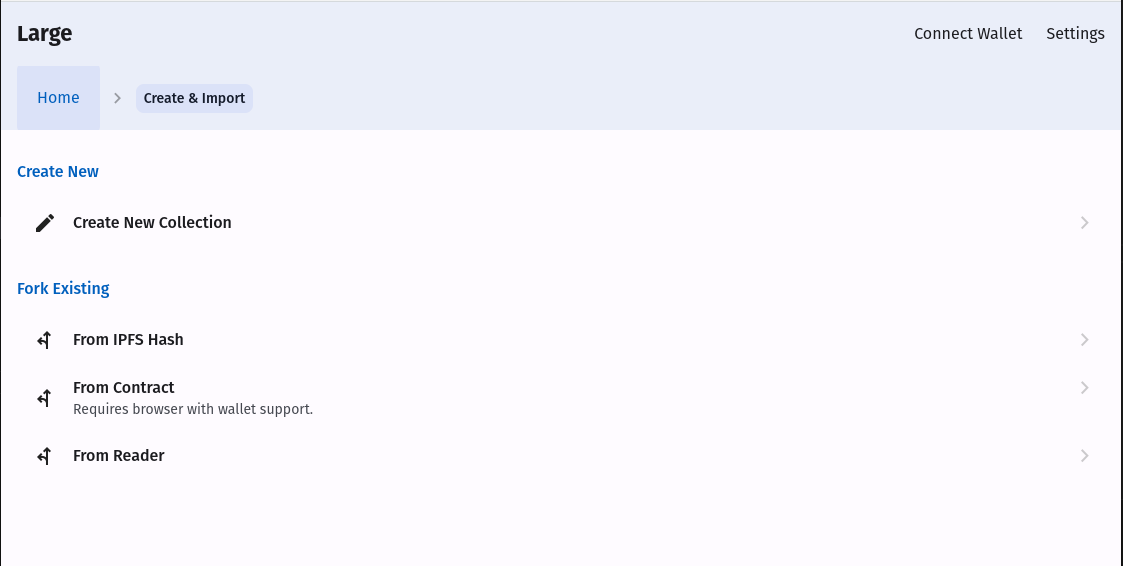 Large
Connect Wallet
Settings
Home
Create & Import
Create New
Create New Collection
Fork Existing
From IPFS Hash
From Contract
Requires browser with wallet support.
From Reader